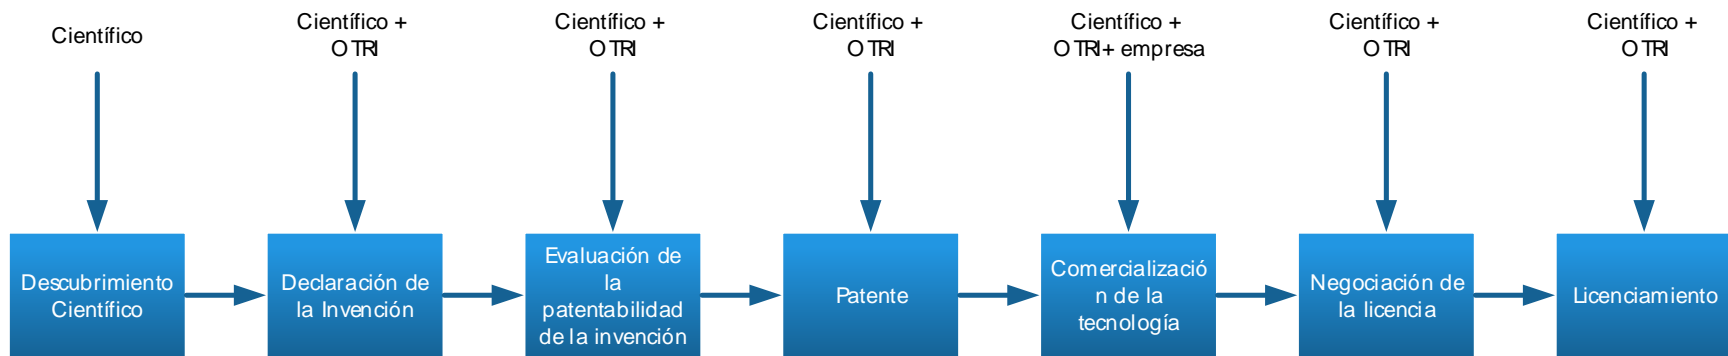 Científico
Científico +
OTRI
Científico +
OTRI
Científico +
OTRI
Científico +
OTRI+ empresa
Científico +
OTRI
Científico +
OTRI
Descubrimiento
Científico
Declaración de
la Invención
Evaluación de
la
patentabilidad
de la invención
Patente
Comercializació
n de la
tecnología
Negociación de
la licencia
Licenciamiento